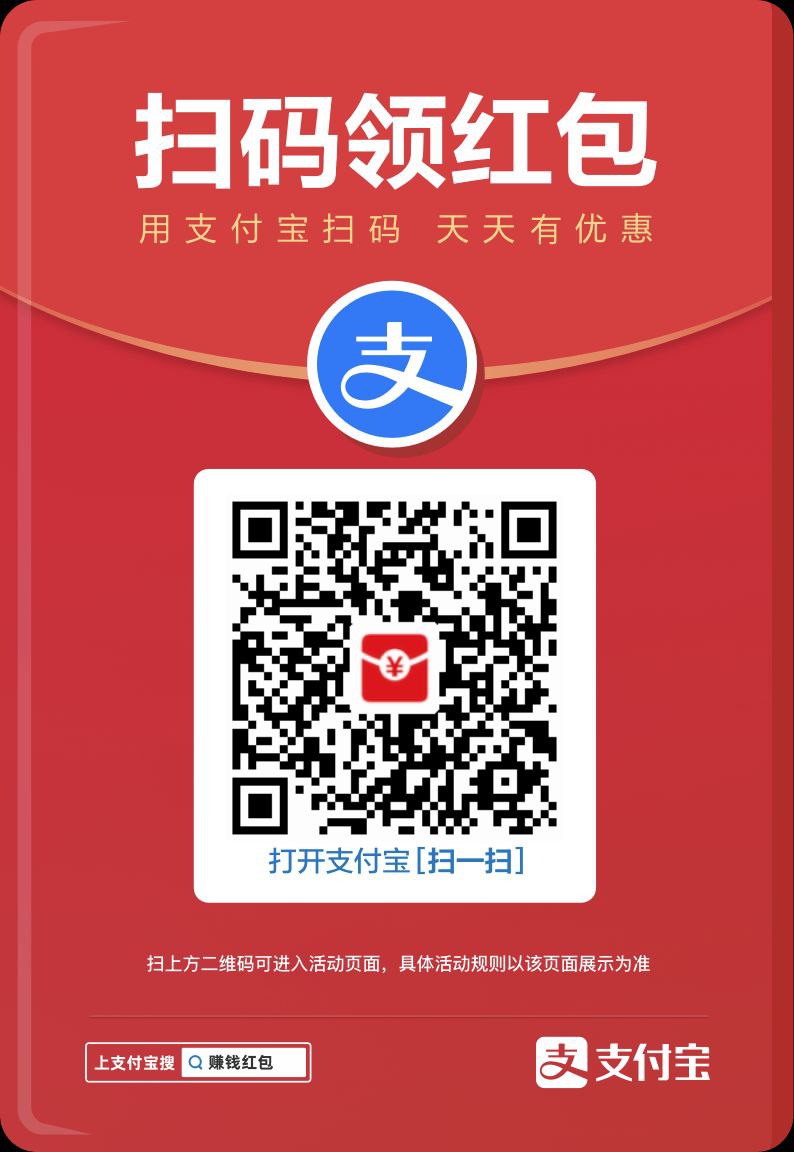 扫码领红包
用支付宝扫码 天天有优惠
支
¥
打开支付宝[扫一扫]
扫上方二维码可进入活动页面，具体活动规则以该页面展示为准
上支付宝搜 赚钱红包
支 支付宝